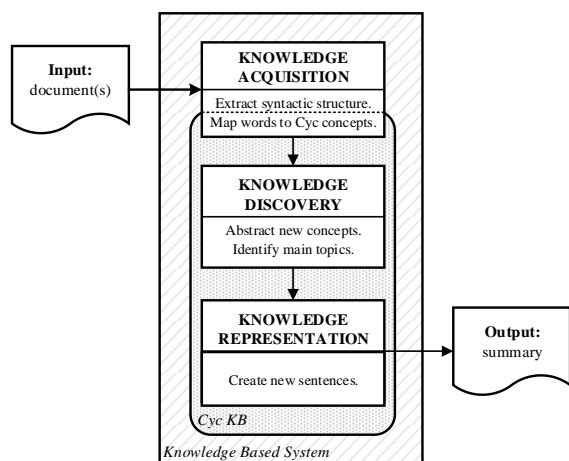 Input:
document(s)
KNOWLEDGE
ACQUISITION
Extract syntactic structure.
Map words to Cyc concepts.
KNOWLEDGE
DISCOVERY
Abstract new concepts.
Identify main topics.
KNOWLEDGE
REPRESENTATION
Create new sentences.
Output:
summary
Cyc KB
Knowledge Based System